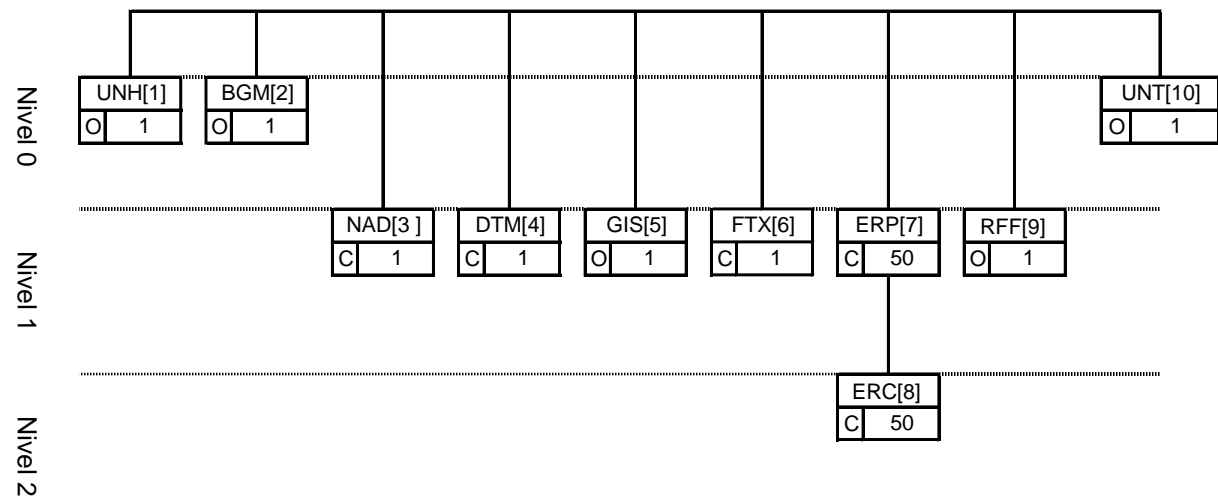 Nivel 0
UNH[1]
O 1
BGM[2]
O 1
UNT[10]
O 1
Nivel 1
NAD[3 ]
C 1
DTM[4]
C 1
GIS[5]
O 1
FTX[6]
C 1
ERP[7]
C 50
RFF[9]
O 1
Nivel 2
ERC[8]
C 50